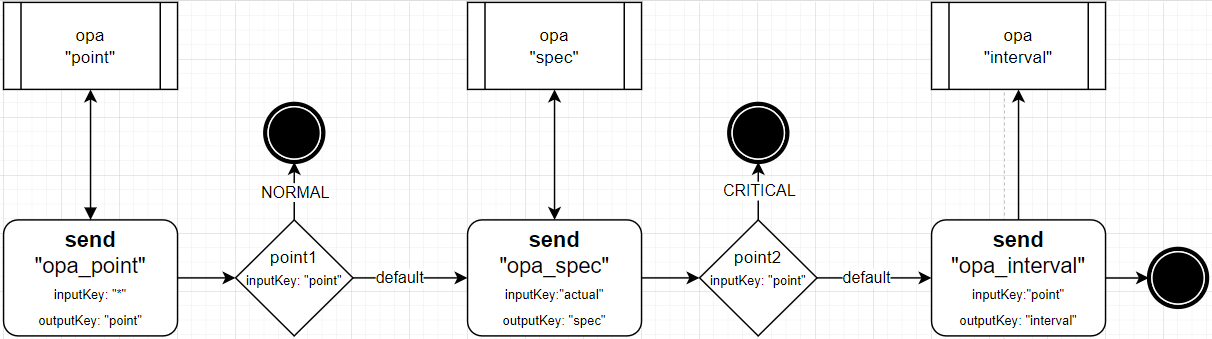 opa
"point"
opa
"spec"
opa
"interval"
NORMAL
CRITICAL
send
"opa_point"
inputKey: "*"
outputKey: "point"
point1
inputKey: "point"
default
send
"opa_spec"
inputKey:"actual"
outputKey: "spec"
point2
inputKey: "point"
default
send
"opa_interval"
inputKey:"point"
outputKey: "interval"